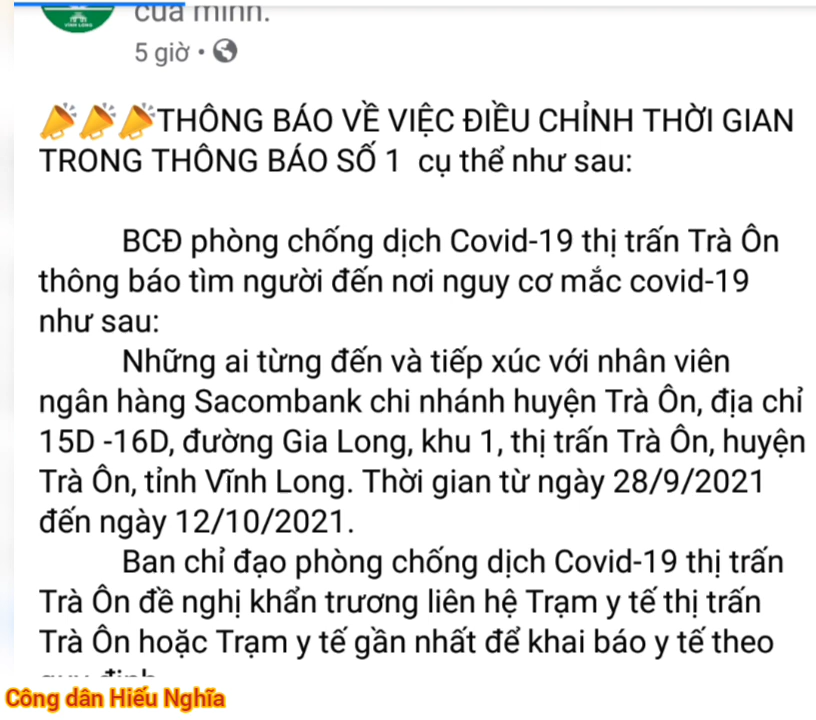 của mình.
VĨNH LONG
5 giờ •
THÔNG BÁO VỀ VIỆC ĐIỀU CHỈNH THỜI GIAN
TRONG THÔNG BÁO SỐ 1 cụ thể như sau:
BCĐ phòng chống dịch Covid-19 thị trấn Trà Ôn
thông báo tìm người đến nơi nguy cơ mắc covid-19
như sau:
Những ai từng đến và tiếp xúc với nhân viên
ngân hàng Sacombank chi nhánh huyện Trà Ôn, địa chỉ
15D -16D, đường Gia Long, khu 1, thị trấn Trà Ôn, huyện
Trà Ôn, tỉnh Vĩnh Long. Thời gian từ ngày 28/9/2021
đến ngày 12/10/2021.
Ban chỉ đạo phòng chống dịch Covid-19 thị trấn
Trà Ôn đề nghị khẩn trương liên hệ Trạm y tế thị trấn
Trà Ôn hoặc Trạm y tế gần nhất để khai báo y tế theo
Công dân Hiếu Nghĩa